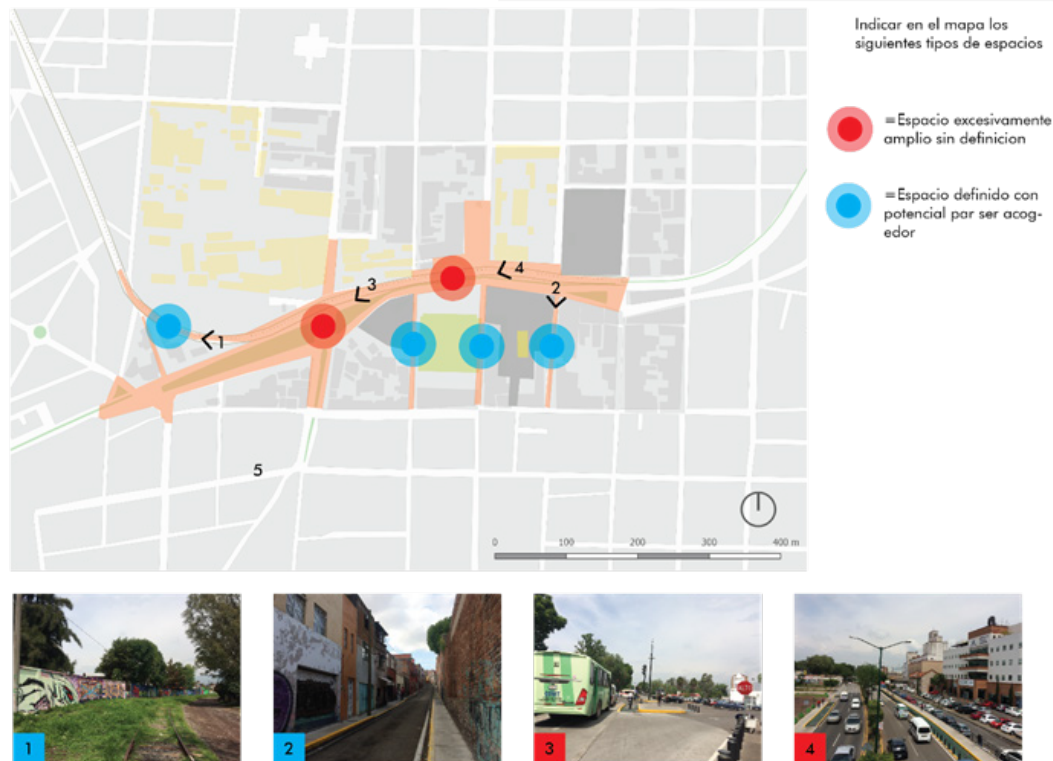 Indicar en el mapa los
siguientes tipos de espacios
=Espacio excesivamente
amplio sin definicion
=Espacio definido con
potencial par ser acog-
edor
4
3
2
1
5
0 100 200 300 400 m
1
2
3
4
ALTO